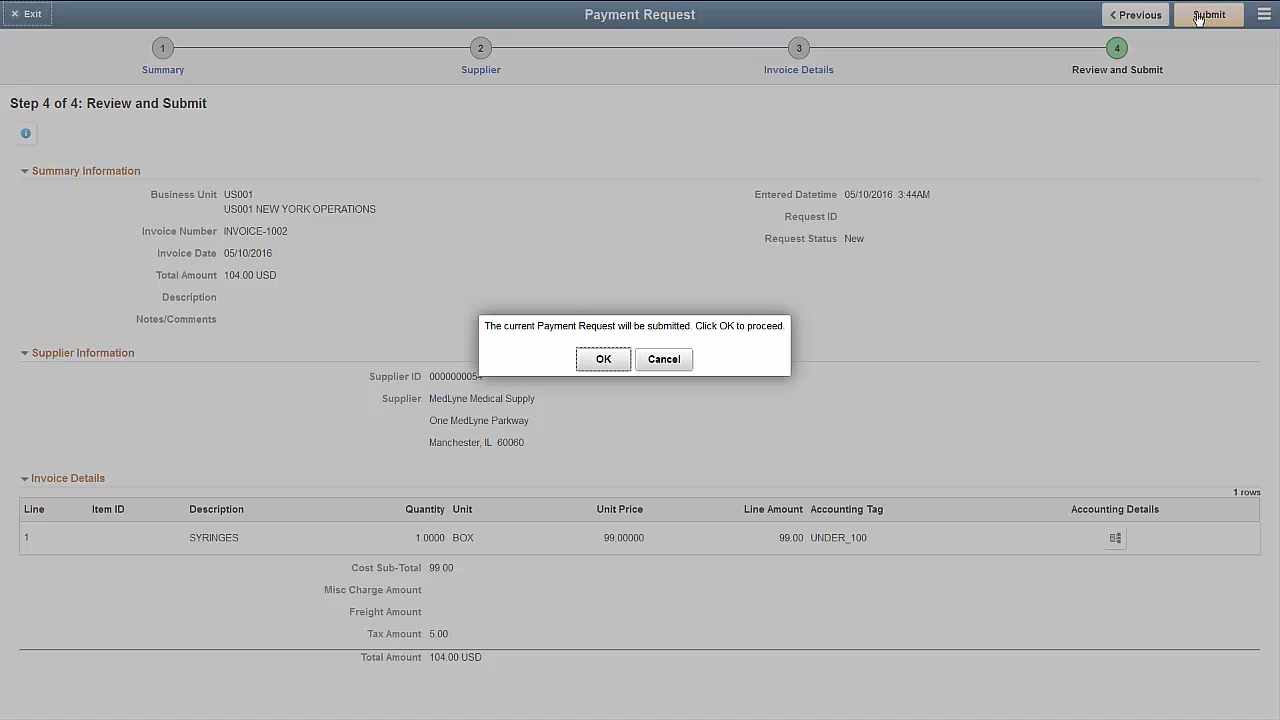 × Exit
Payment Request
Previous
Submit
1
2
3
4
Summary
Supplier
Invoice Details
Review and Submit
Step 4 of 4: Review and Submit
Summary Information
Business Unit US001
US001 NEW YORK OPERATIONS
Invoice Number INVOICE-1002
Invoice Date 05/10/2016
Total Amount 104.00 USD
Description
Notes/Comments
Entered Datetime 05/10/2016 3:44AM
Request ID
Request Status New
The current Payment Request will be submitted. Click OK to proceed.
OK
Cancel
Supplier Information
Supplier ID 0000000054
Supplier MedLyne Medical Supply
One MedLyne Parkway
Manchester, IL 60060
Invoice Details
1 rows
Line Item ID Description Quantity Unit Unit Price Line Amount Accounting Tag Accounting Details
1 SYRINGES 1.0000 BOX 99.00000 99.00 UNDER_100
Cost Sub-Total 99.00
Misc Charge Amount
Freight Amount
Tax Amount 5.00
Total Amount 104.00 USD